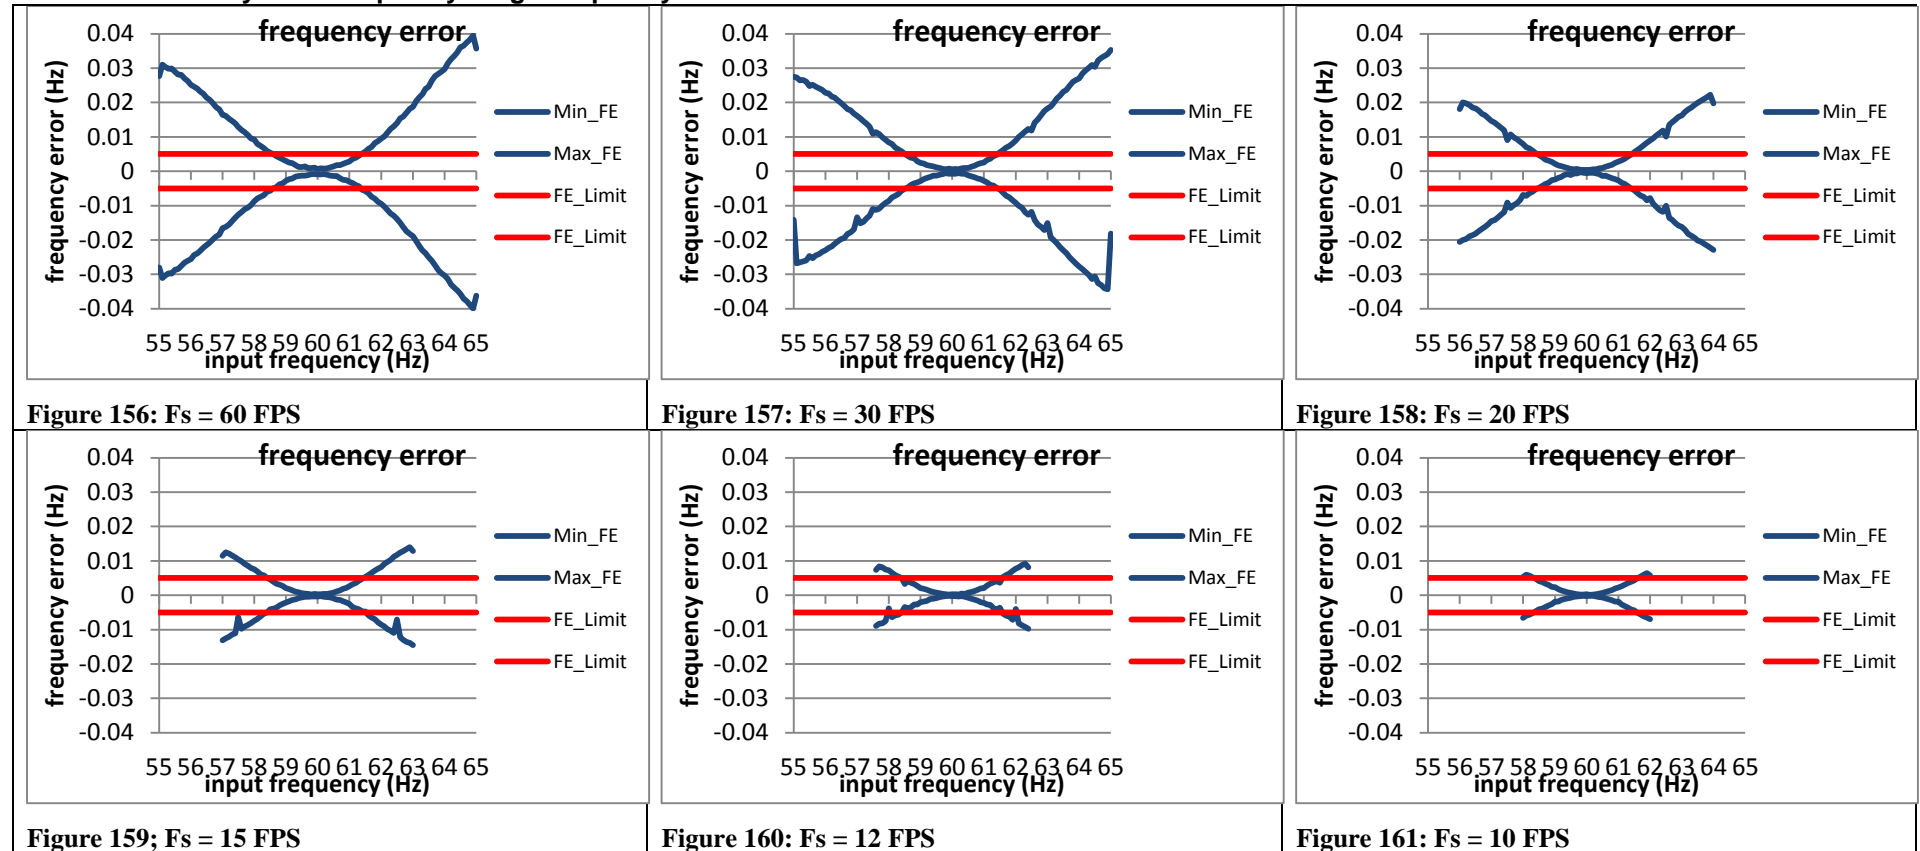 frequency error
frequency error (Hz)
0.04
0.03
0.02
0.01
0
-0.01
-0.02
-0.03
-0.04
55 56 57 58 59 60 61 62 63 64 65
input frequency (Hz)
Min_FE
Max_FE
FE_Limit
FE_Limit
Figure 156: Fs = 60 FPS
frequency error
frequency error (Hz)
0.04
0.03
0.02
0.01
0
-0.01
-0.02
-0.03
-0.04
55 56 57 58 59 60 61 62 63 64 65
input frequency (Hz)
Min_FE
Max_FE
FE_Limit
FE_Limit
Figure 157: Fs = 30 FPS
frequency error
frequency error (Hz)
0.04
0.03
0.02
0.01
0
-0.01
-0.02
-0.03
-0.04
55 56 57 58 59 60 61 62 63 64 65
input frequency (Hz)
Min_FE
Max_FE
FE_Limit
FE_Limit
Figure 158: Fs = 20 FPS
frequency error
frequency error (Hz)
0.04
0.03
0.02
0.01
0
-0.01
-0.02
-0.03
-0.04
55 56 57 58 59 60 61 62 63 64 65
input frequency (Hz)
Min_FE
Max_FE
FE_Limit
FE_Limit
Figure 159; Fs = 15 FPS
frequency error
frequency error (Hz)
0.04
0.03
0.02
0.01
0
-0.01
-0.02
-0.03
-0.04
55 56 57 58 59 60 61 62 63 64 65
input frequency (Hz)
Min_FE
Max_FE
FE_Limit
FE_Limit
Figure 160: Fs = 12 FPS
frequency error
frequency error (Hz)
0.04
0.03
0.02
0.01
0
-0.01
-0.02
-0.03
-0.04
55 56 57 58 59 60 61 62 63 64 65
input frequency (Hz)
Min_FE
Max_FE
FE_Limit
FE_Limit
Figure 161: Fs = 10 FPS